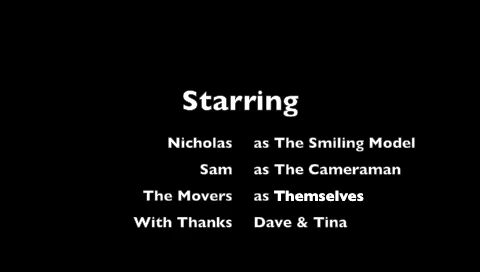 Starring
Nicholas as The Smiling Model
Sam as The Cameraman
The Movers as Themselves
With Thanks Dave & Tina